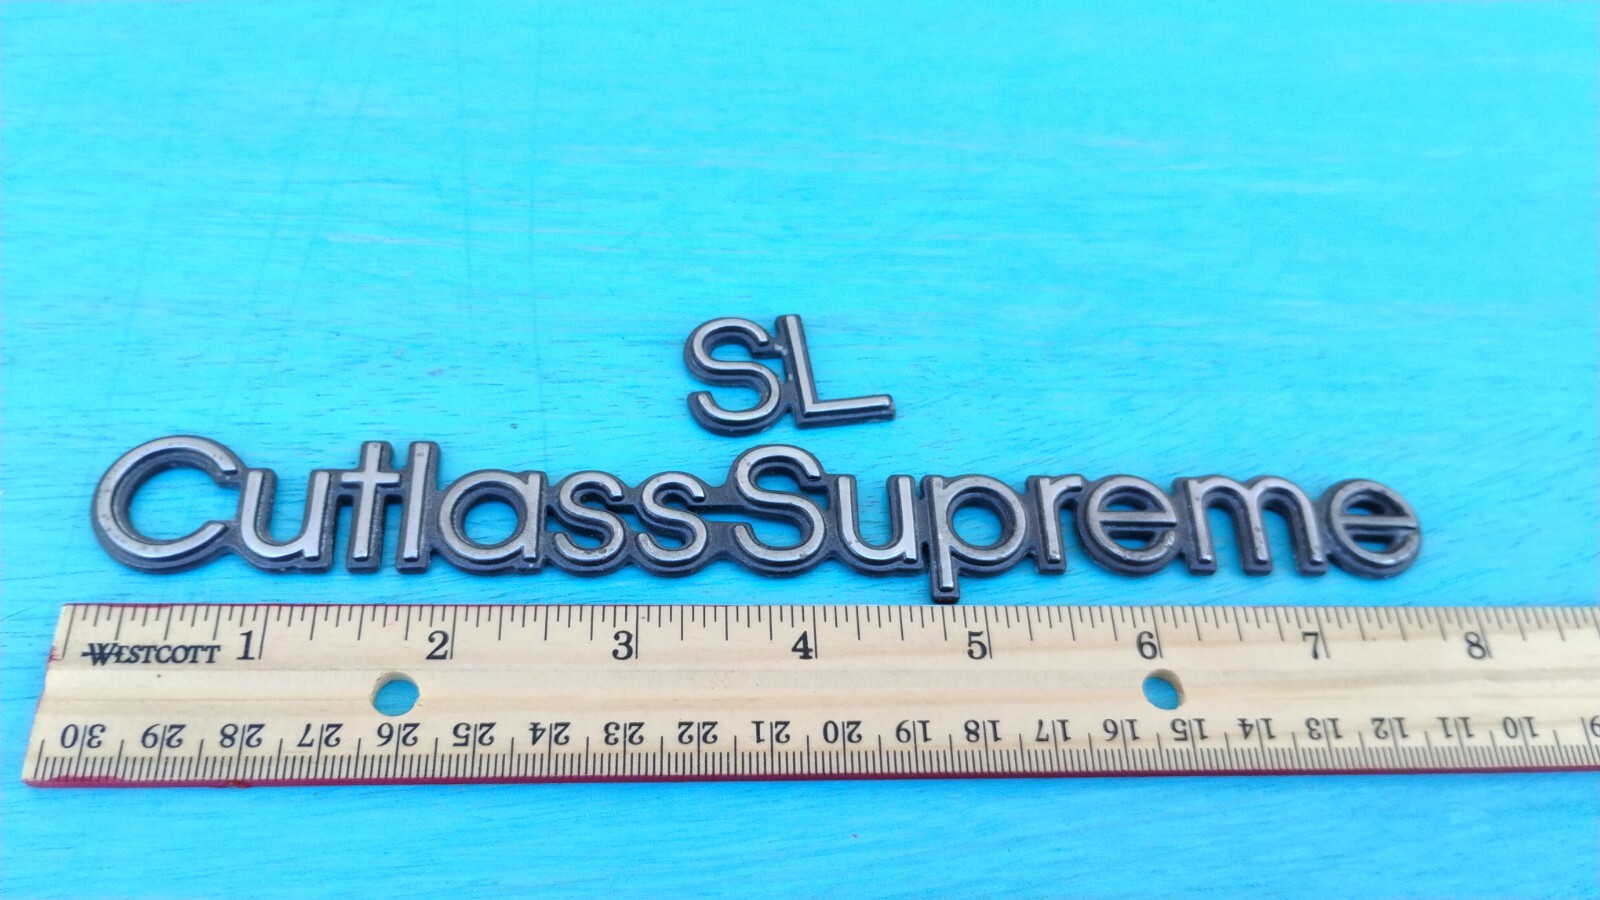 SL
CutlassSupreme
WESTCOTT 1 2 3 4 5 6 7 8
30 29 28 27 26 25 24 23 22 21 20 19 18 17 16 15 14 13 12 11 10 9